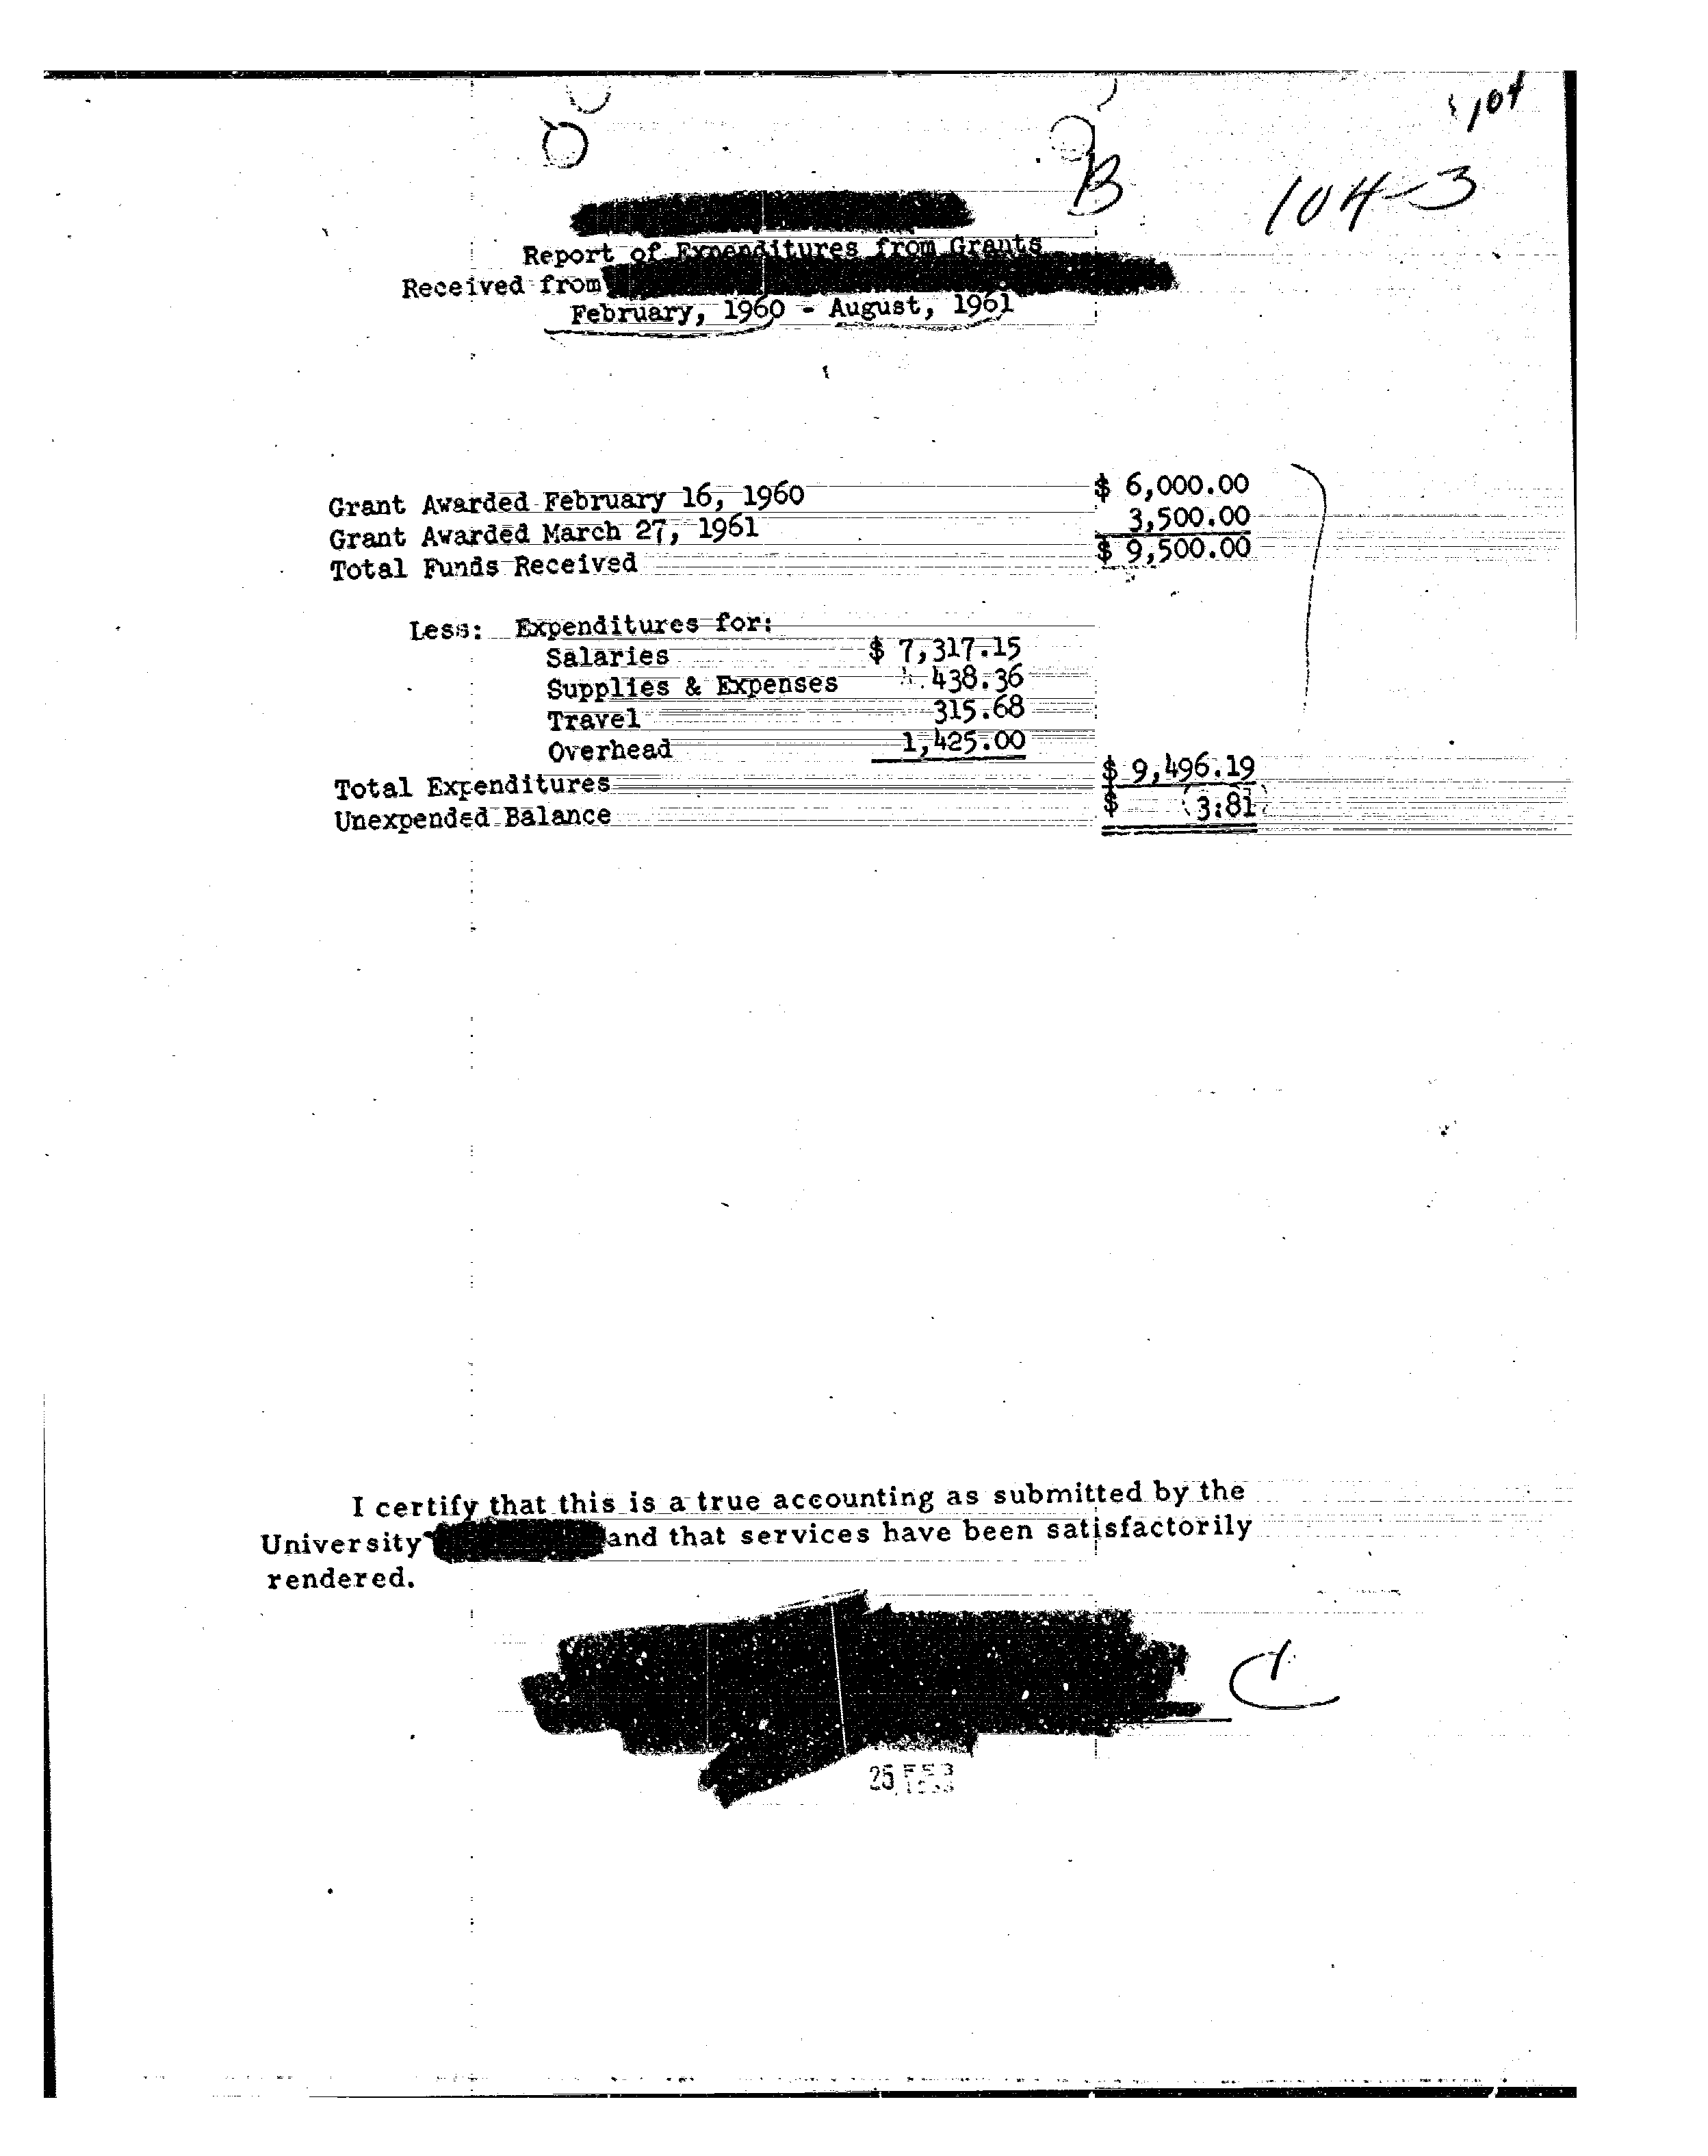 104
B
104-3
Report of Expenditures from Grants
Received from
February, 1960 - August, 1961
Grant Awarded February 16, 1960 $ 6,000.00
Grant Awarded March 27, 1961 3,500.00
Total Funds Received $ 9,500.00
Less: Expenditures for:
Salaries $ 7,317.15
Supplies & Expenses 438.36
Travel 315.68
Overhead 1,425.00
Total Expenditures $ 9,496.19
Unexpended Balance $ 3.81
I certify that this is a true accounting as submitted by the
University and that services have been satisfactorily
rendered.
C
25 FEB